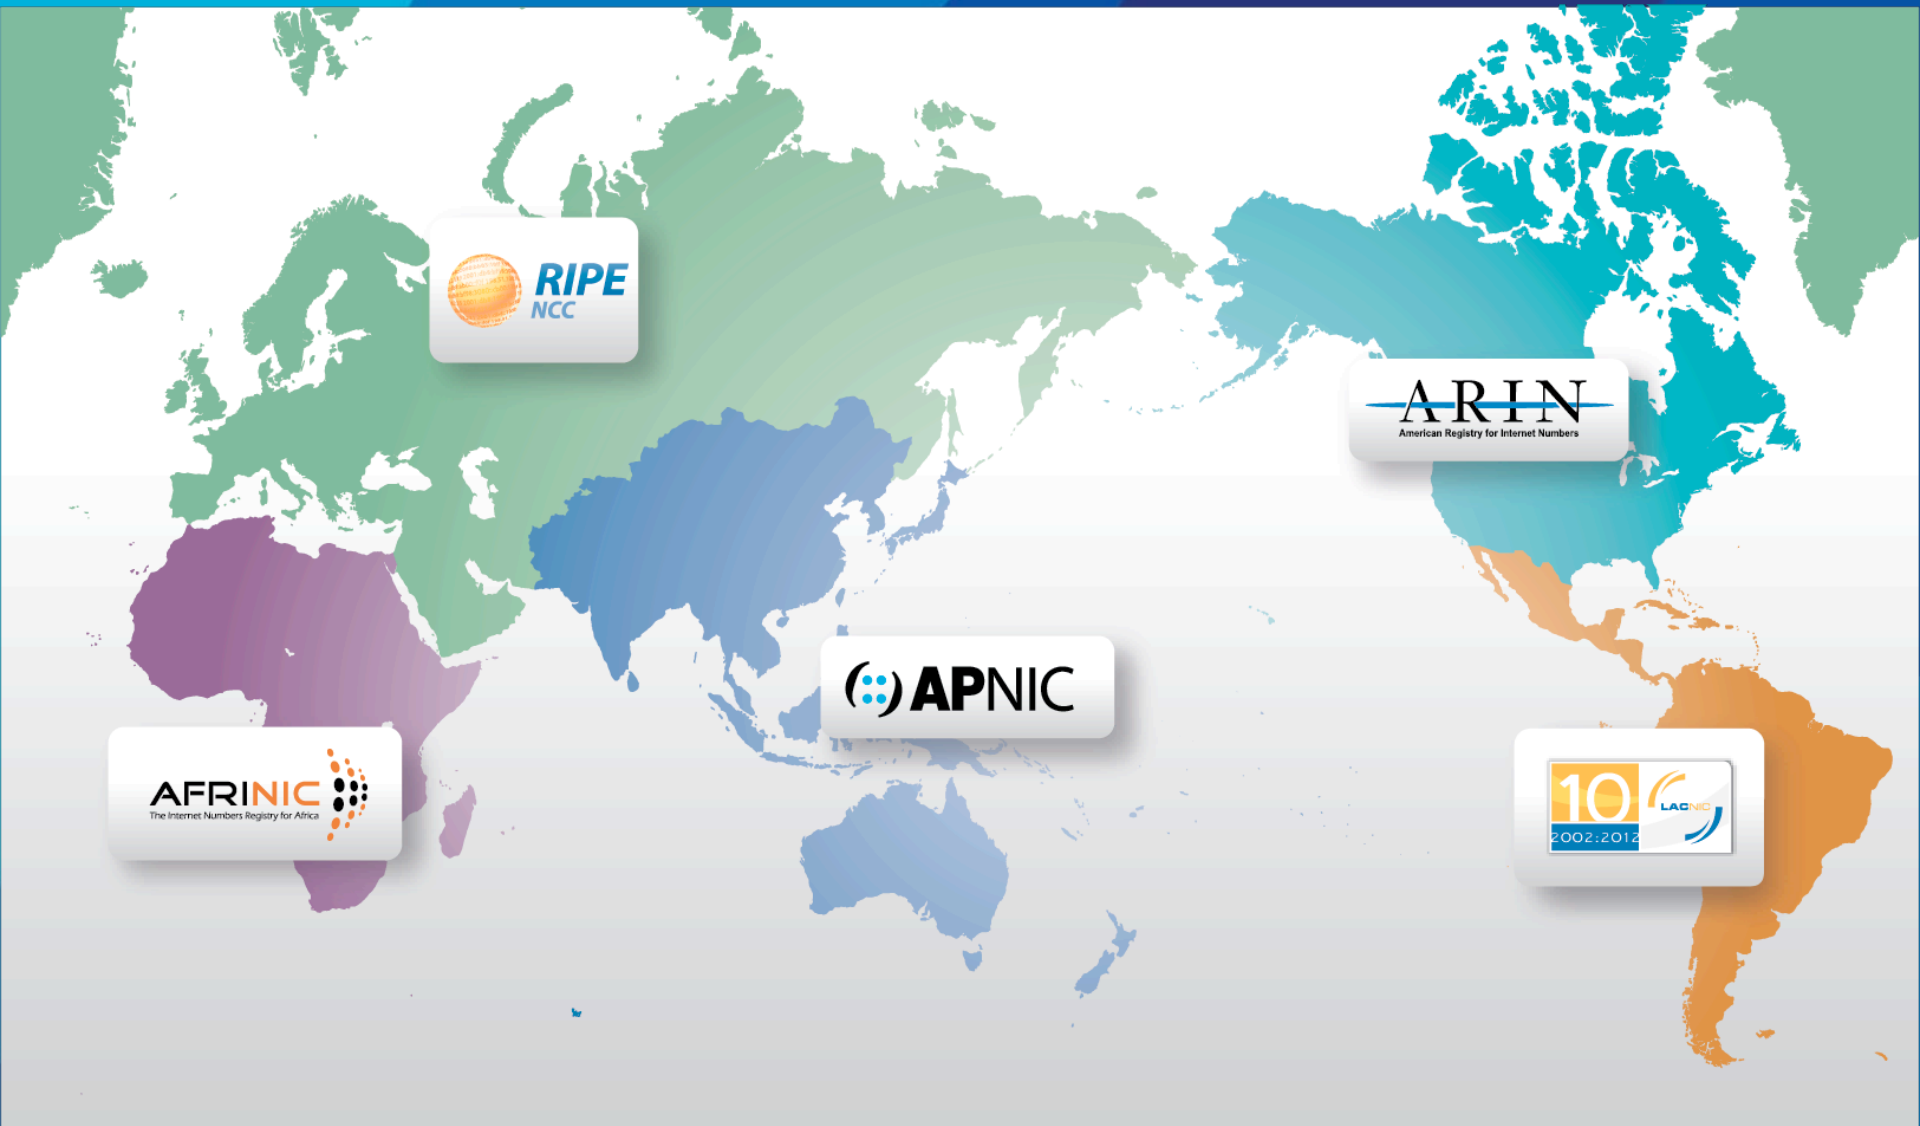 RIPE
NCC
ARIN
American Registry for Internet Numbers
APNIC
AFRINIC
The Internet Numbers Registry for Africa
10
2002:2012
LACNIC